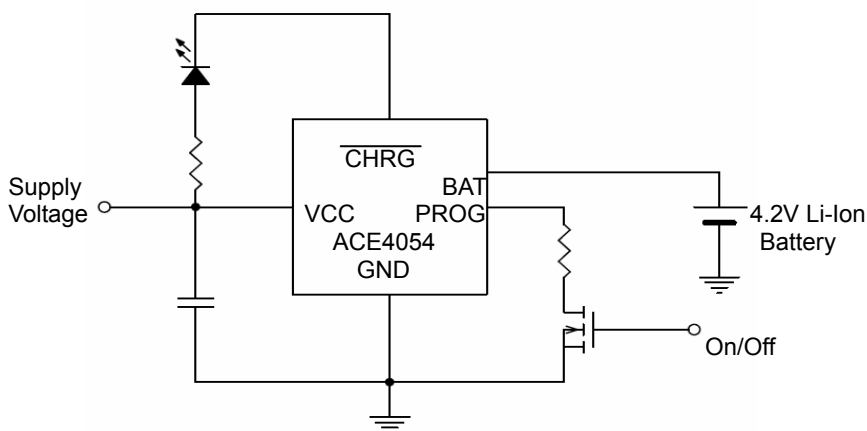 CHRG
Supply
Voltage
BAT
VCC
PROG
ACE4054
GND
4.2V Li-Ion
Battery
On/Off